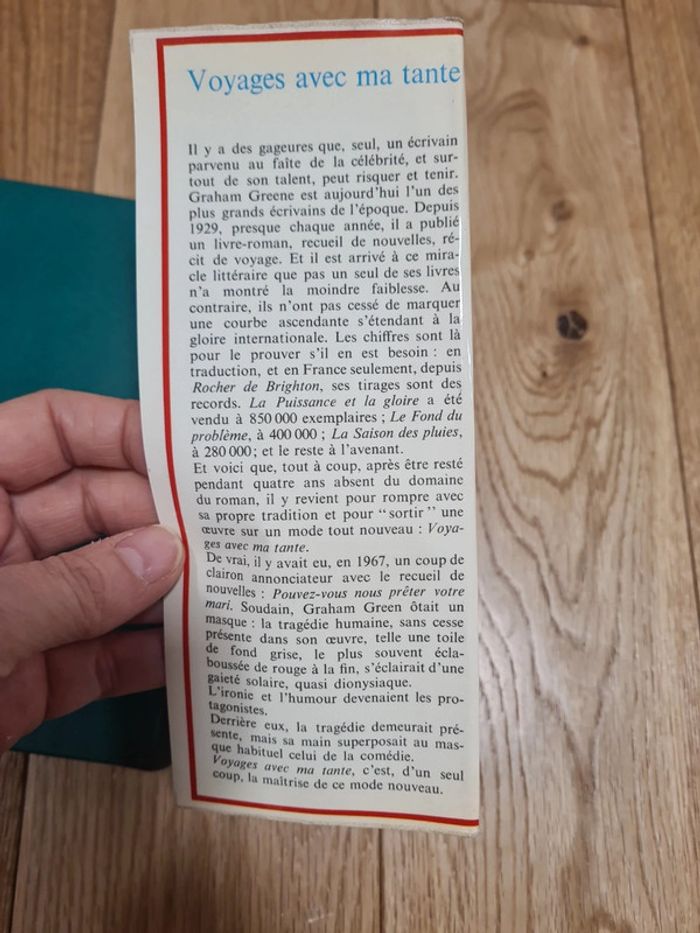 Voyages avec ma tante
Il y a des gageures que, seul, un écrivain
parvenu au faîte de la célébrité, et sur-
tout de son talent, peut risquer et tenir.
Graham Greene est aujourd'hui l'un des
plus grands écrivains de l'époque. Depuis
1929, presque chaque année, il a publié
un livre-roman, recueil de nouvelles, ré-
cit de voyage. Et il est arrivé à ce mira-
cle littéraire que pas un seul de ses livres
n'a montré la moindre faiblesse. Au
contraire, ils n'ont pas cessé de marquer
une courbe ascendante s'étendant à la
gloire internationale. Les chiffres sont là
pour le prouver s'il en est besoin : en
traduction, et en France seulement, depuis
Rocher de Brighton, ses tirages sont des
records. La Puissance et la gloire a été
vendu à 850 000 exemplaires ; Le Fond du
problème, à 400 000 ; La Saison des pluies,
à 280 000 ; et le reste à l'avenant.
Et voici que, tout à coup, après être resté
pendant quatre ans absent du domaine
du roman, il y revient pour rompre avec
sa propre tradition et pour "sortir" une
œuvre sur un mode tout nouveau : Voya-
ges avec ma tante.
De vrai, il y avait eu, en 1967, un coup de
clairon annonciateur avec le recueil de
nouvelles : Pouvez-vous nous prêter votre
mari. Soudain, Graham Green ôtait un
masque : la tragédie humaine, sans cesse
présente dans son œuvre, telle une toile
de fond grise, le plus souvent écla-
boussée de rouge à la fin, s'éclairait d'une
gaieté solaire, quasi dionysiaque.
L'ironie et l'humour devenaient les pro-
tagonistes.
Derrière eux, la tragédie demeurait pré-
sente, mais sa main superposait au mas-
que habituel celui de la comédie.
Voyages avec ma tante, c'est, d'un seul
coup, la maîtrise de ce mode nouveau.